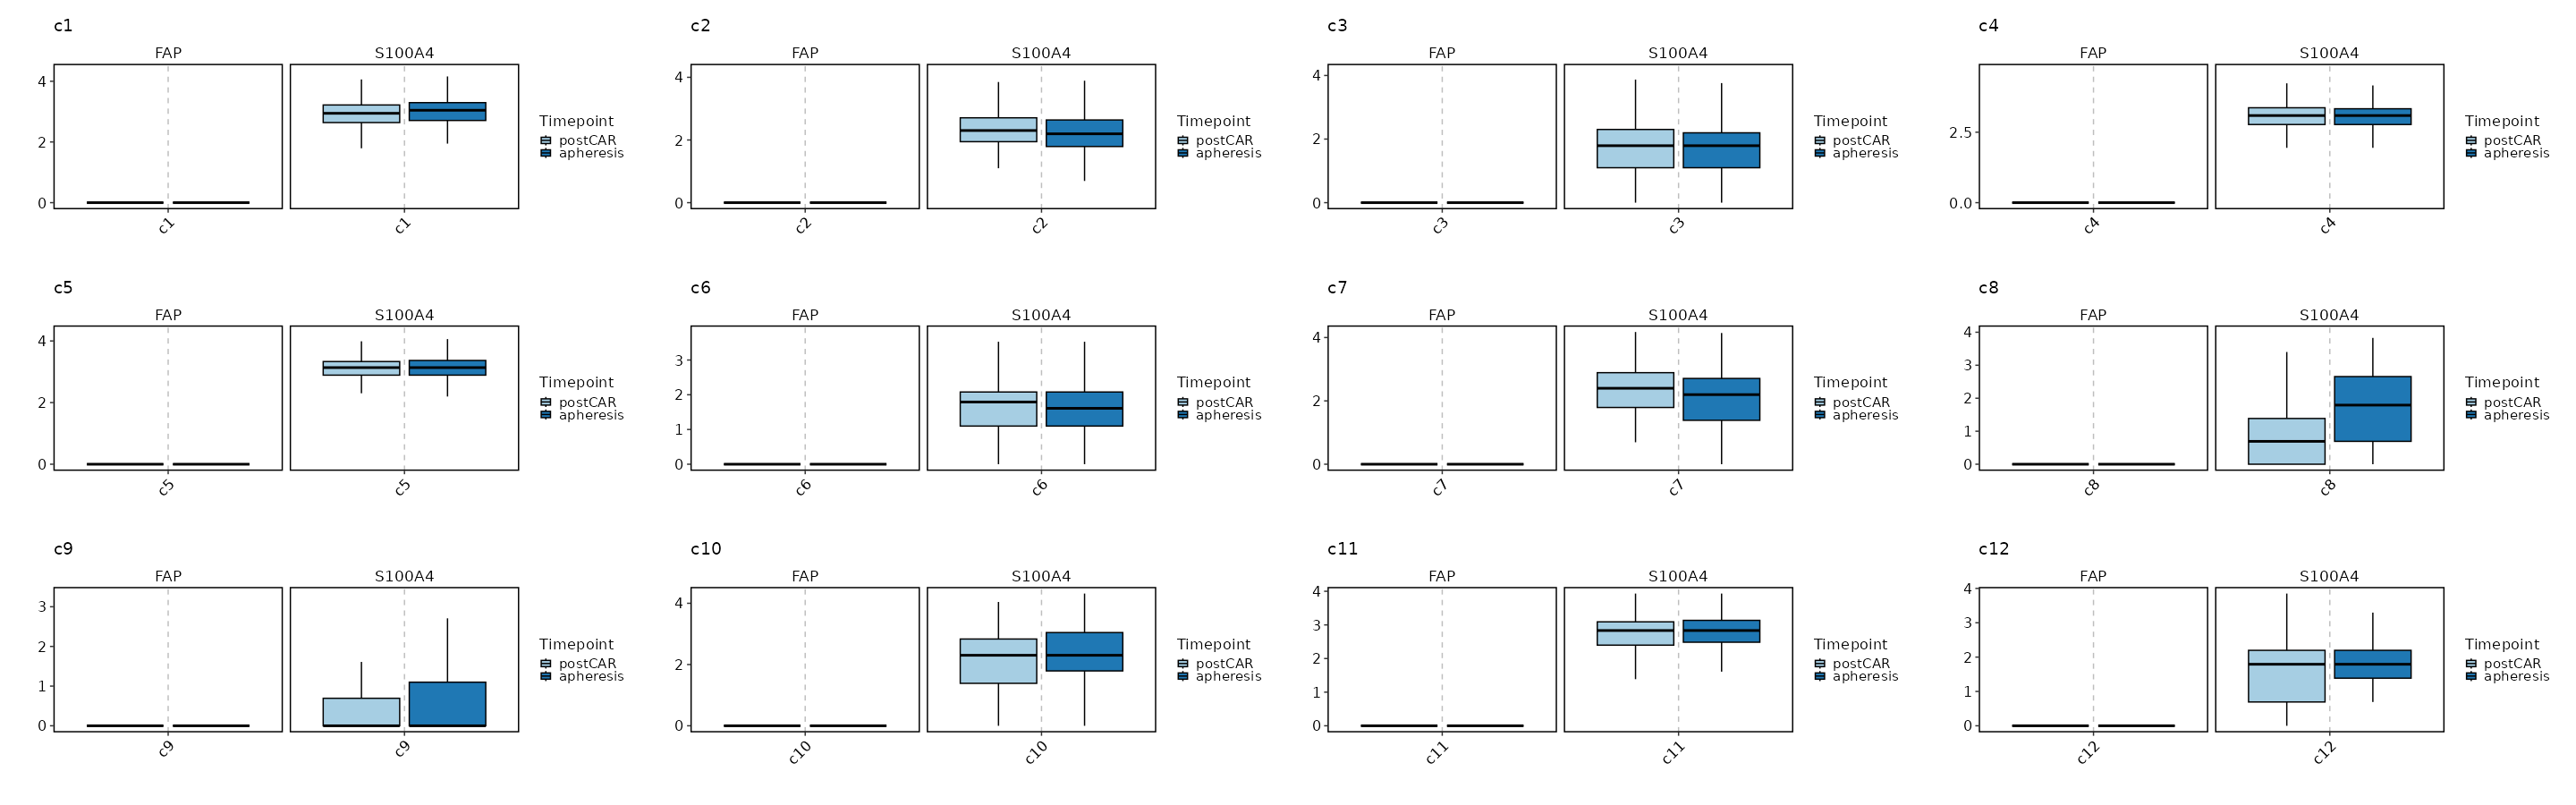 c1
FAP
S100A4
4
2
0
c1
c1
Timepoint
postCAR
apheresis
c2
FAP
S100A4
4
2
0
c2
c2
Timepoint
postCAR
apheresis
c3
FAP
S100A4
4
2
0
c3
c3
Timepoint
postCAR
apheresis
c4
FAP
S100A4
2.5
0.0
c4
c4
Timepoint
postCAR
apheresis
c5
FAP
S100A4
4
2
0
c5
c5
Timepoint
postCAR
apheresis
c6
FAP
S100A4
3
2
1
0
c6
c6
Timepoint
postCAR
apheresis
c7
FAP
S100A4
4
2
0
c7
c7
Timepoint
postCAR
apheresis
c8
FAP
S100A4
4
3
2
1
0
c8
c8
Timepoint
postCAR
apheresis
c9
FAP
S100A4
3
2
1
0
c9
c9
Timepoint
postCAR
apheresis
c10
FAP
S100A4
4
2
0
c10
c10
Timepoint
postCAR
apheresis
c11
FAP
S100A4
4
3
2
1
0
c11
c11
Timepoint
postCAR
apheresis
c12
FAP
S100A4
4
3
2
1
0
c12
c12
Timepoint
postCAR
apheresis